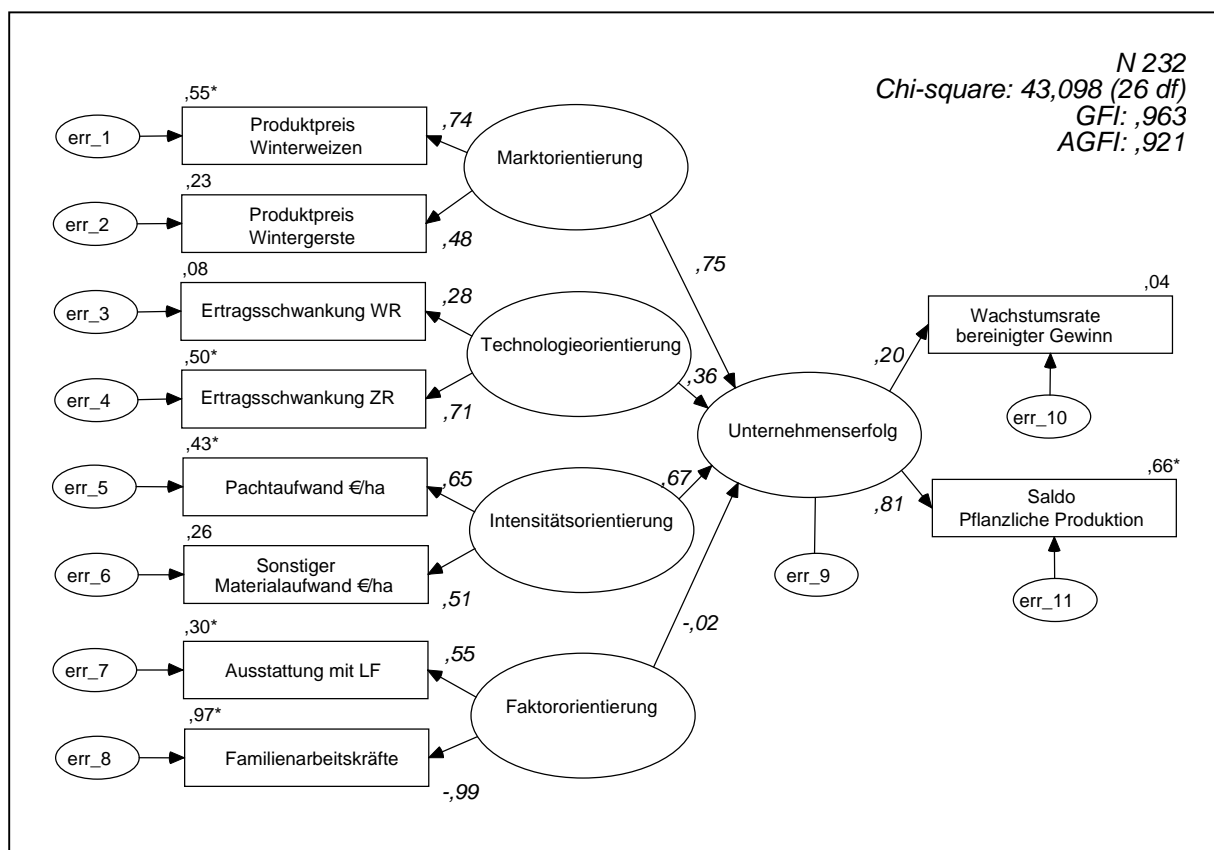 N 232
Chi-square: 43,098 (26 df)
GFI: ,963
AGFI: ,921
,55*
err_1
Produktpreis
Winterweizen
,74
Marktorientierung
,23
err_2
Produktpreis
Wintergerste
,48
,75
,08
err_3
Ertragsschwankung WR
,28
Technologieorientierung
,36
,50*
err_4
Ertragsschwankung ZR
,71
,43*
err_5
Pachtaufwand €/ha
,65
Intensitätsorientierung
,67
,26
err_6
Sonstiger
Materialaufwand €/ha
,51
,30*
err_7
Ausstattung mit LF
,55
Faktororientierung
-,02
,97*
err_8
Familienarbeitskräfte
-,99
Unternehmenserfolg
err_9
,04
Wachstumsrate
bereinigter Gewinn
,20
err_10
,66*
Saldo
Pflanzliche Produktion
,81
err_11